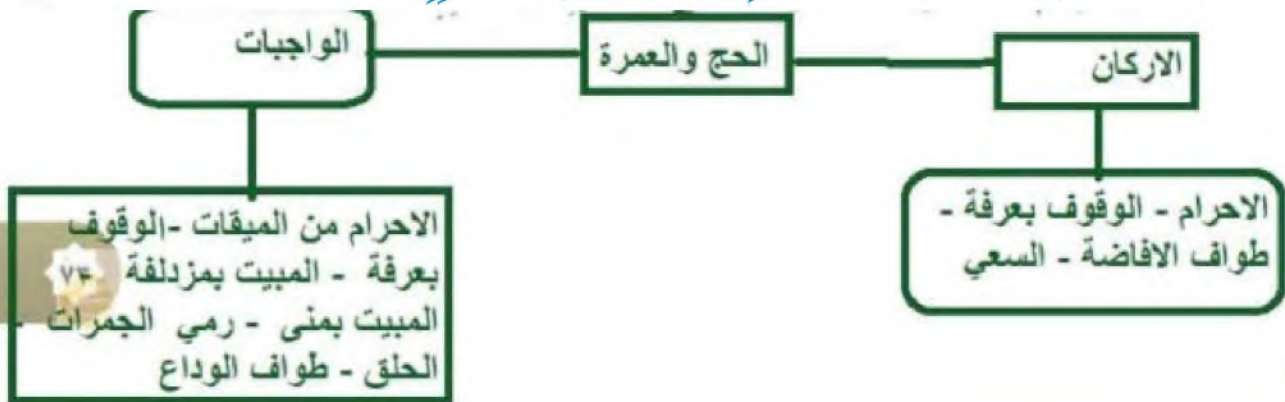 الحج والعمرة
الاركان
الواجبات
الاحرام - الوقوف بعرفة -
طواف الافاضة - السعي
الاحرام من الميقات -الوقوف
بعرفة - المبيت بمزدلفة
المبيت بمنى - رمي الجمرات -
الحلق - طواف الوداع
٧٣